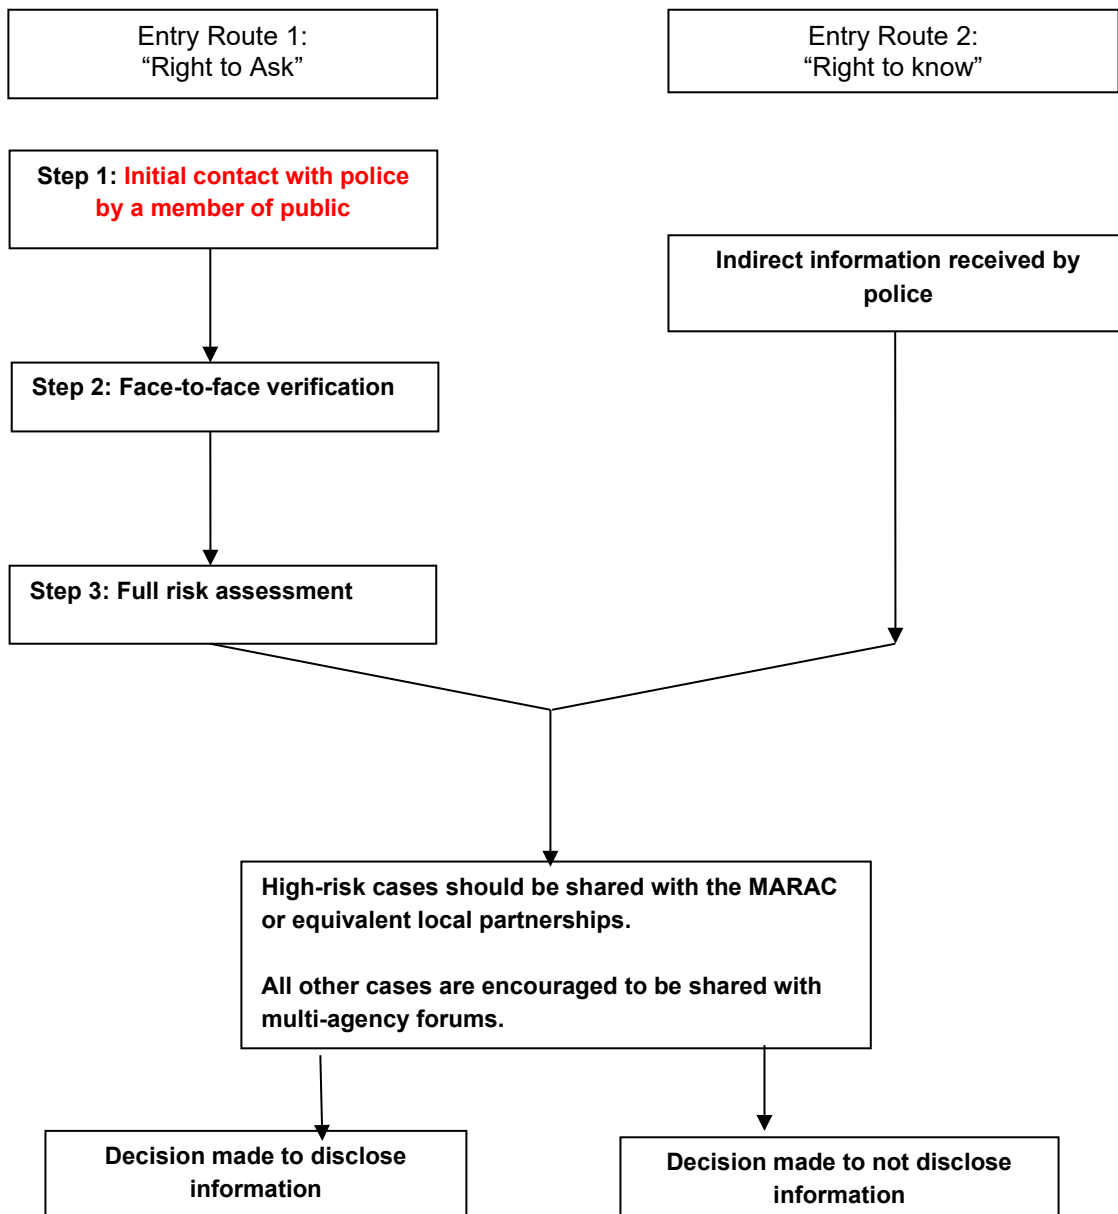 Entry Route 1:
“Right to Ask”
Entry Route 2:
“Right to know”
Step 1: Initial contact with police
by a member of public
Indirect information received by
police
Step 2: Face-to-face verification
Step 3: Full risk assessment
High-risk cases should be shared with the MARAC
or equivalent local partnerships.
All other cases are encouraged to be shared with
multi-agency forums.
Decision made to disclose
information
Decision made to not disclose
information